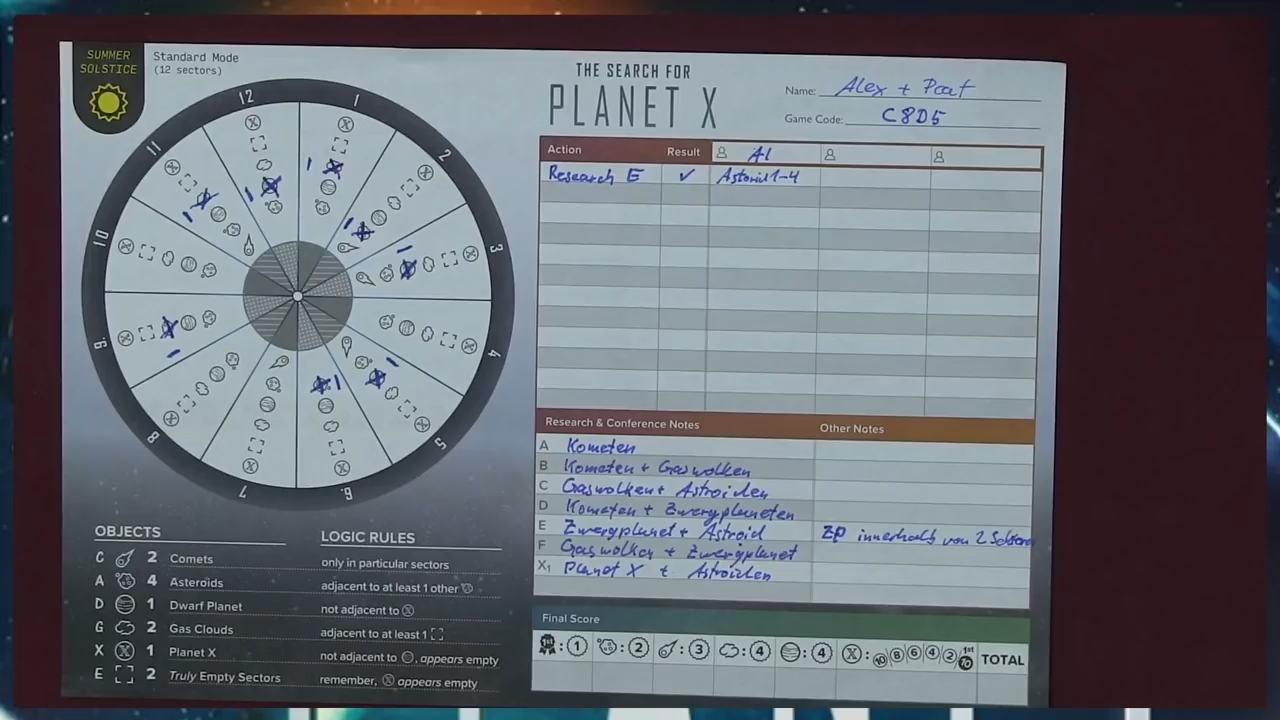 SUMMER
SOLSTICE
Standard Mode
(12 sectors)
THE SEARCH FOR
PLANET X
Name: Alex + Poat
Game Code: C8D5
12
1
2
3
4
5
6.
7
8
9.
10
11
Action Result Al
Research E ✓ Astorid 1-4
Research & Conference Notes Other Notes
A Kometen
B Kometen + Gaswolken
C Gaswolken + Astroiden
D Kometen + Zwergplaneten
E Zwergplanet + Astroid ZP innerhalb von 2 Sektoren
F Gaswolken + Zwergplanet
X1 Planet X + Astroiden
OBJECTS LOGIC RULES
C 2 Comets only in particular sectors
A 4 Asteroids adjacent to at least 1 other
D 1 Dwarf Planet not adjacent to
G 2 Gas Clouds adjacent to at least 1
X 1 Planet X not adjacent to , appears empty
E 2 Truly Empty Sectors remember, appears empty
Final Score
1st : 1 : 2 : 3 : 4 : 4 : 10 8 6 4 2 1st 10 TOTAL